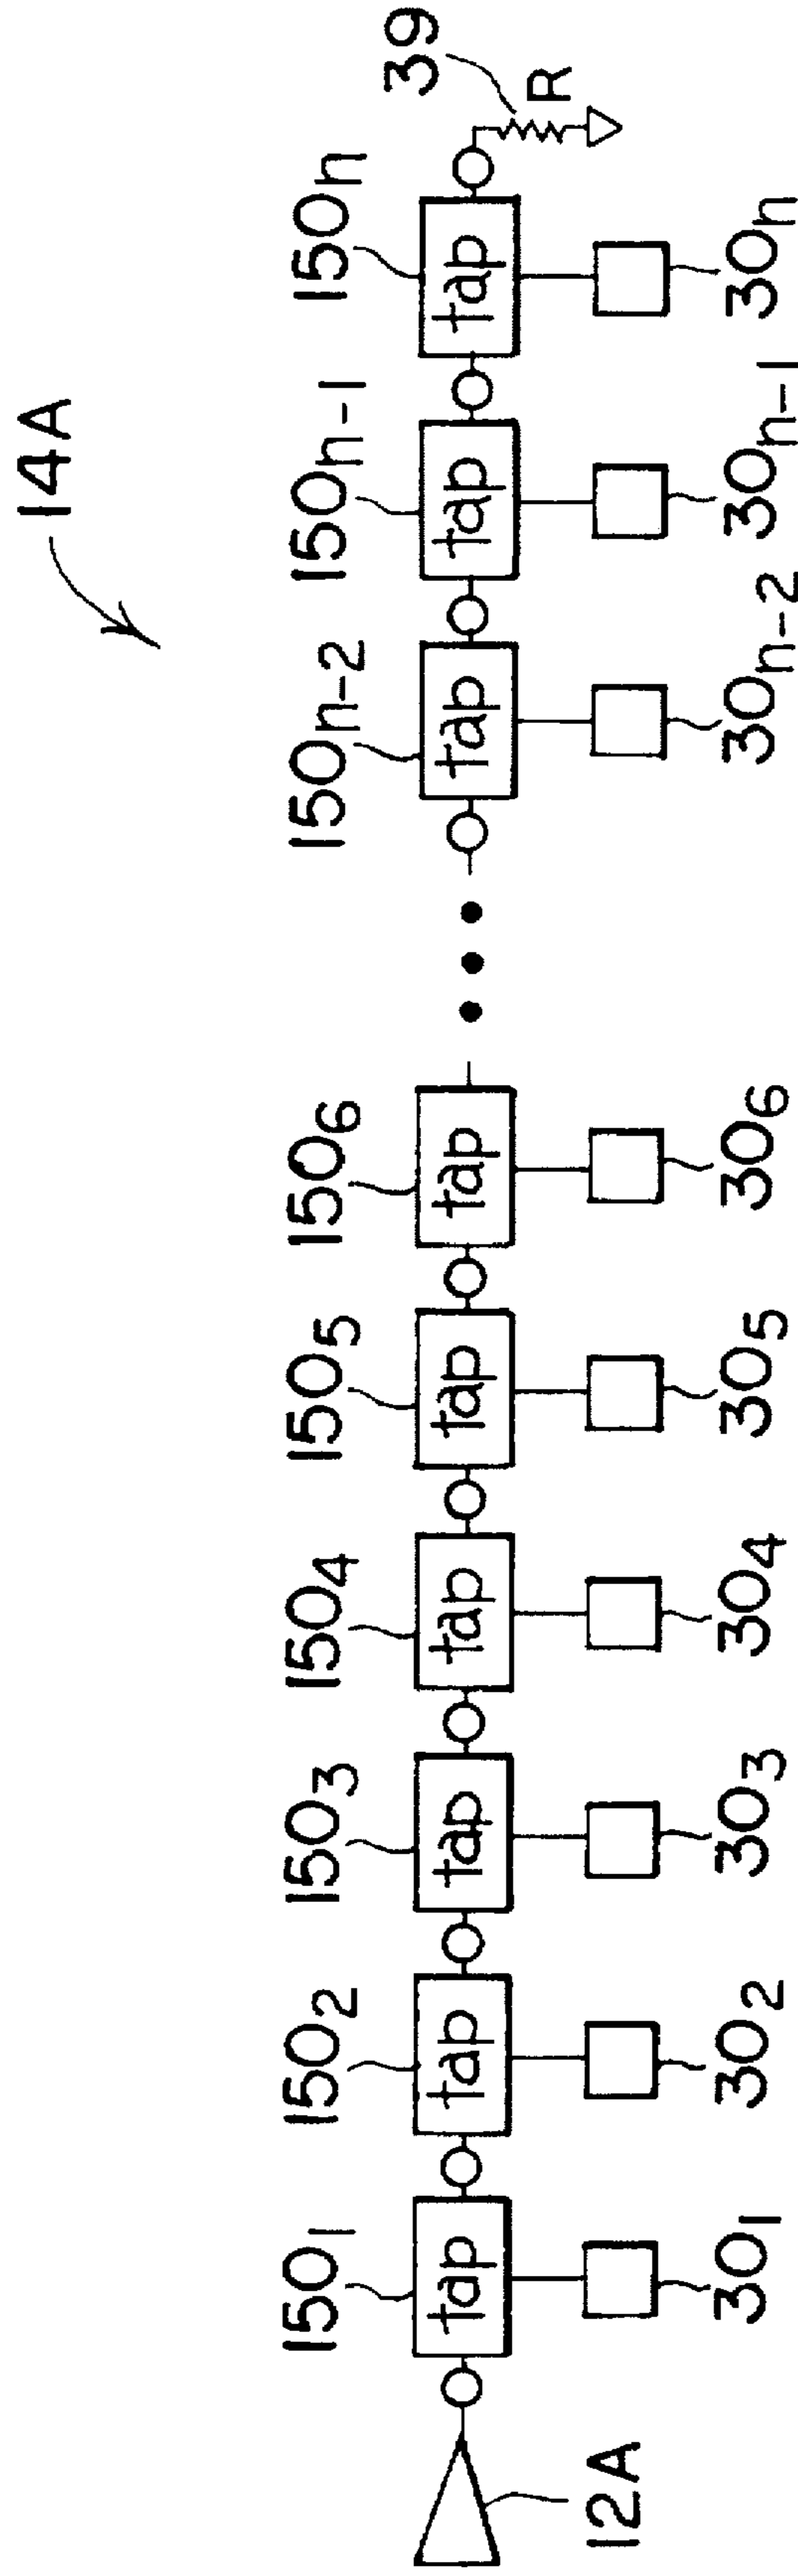 14A
150₁ 150₂ 150₃ 150₄ 150₅ 150₆ 150ₙ₋₂ 150ₙ₋₁ 150ₙ 39
tap tap tap tap tap tap tap tap tap R
12A 30₁ 30₂ 30₃ 30₄ 30₅ 30₆ 30ₙ₋₂ 30ₙ₋₁ 30ₙ